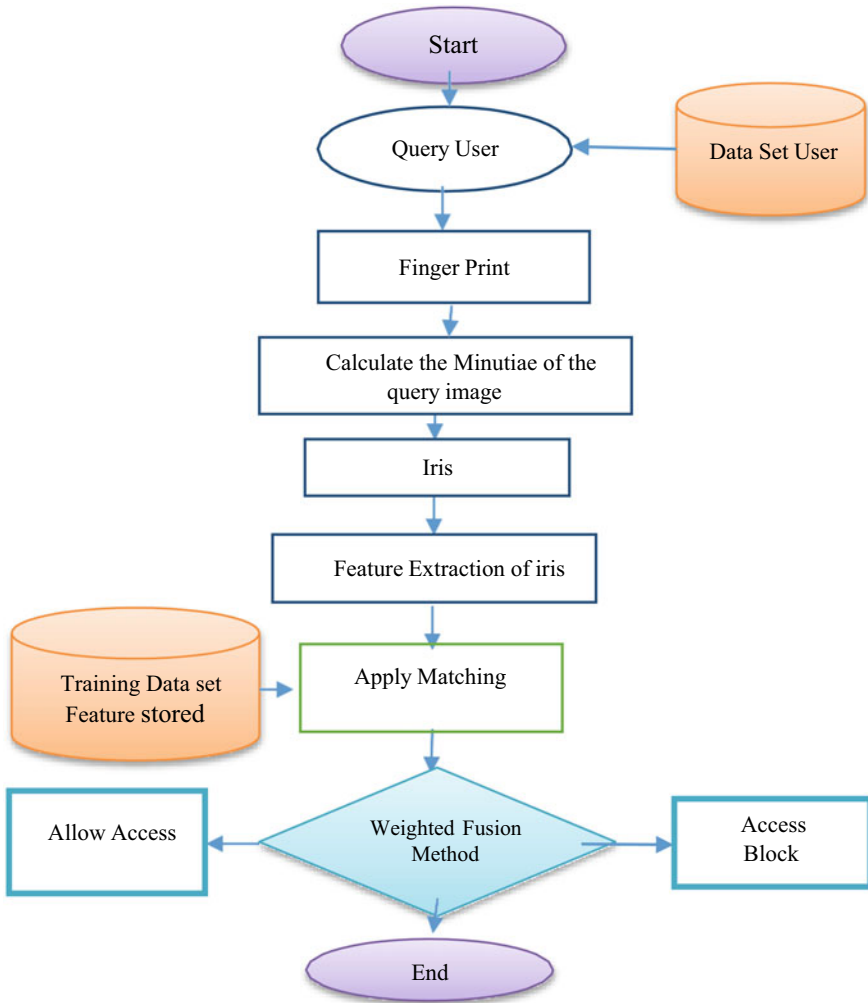 Start
Query User
Data Set User
Finger Print
Calculate the Minutiae of the
query image
Iris
Feature Extraction of iris
Training Data set
Feature stored
Apply Matching
Allow Access
Weighted Fusion
Method
Access
Block
End